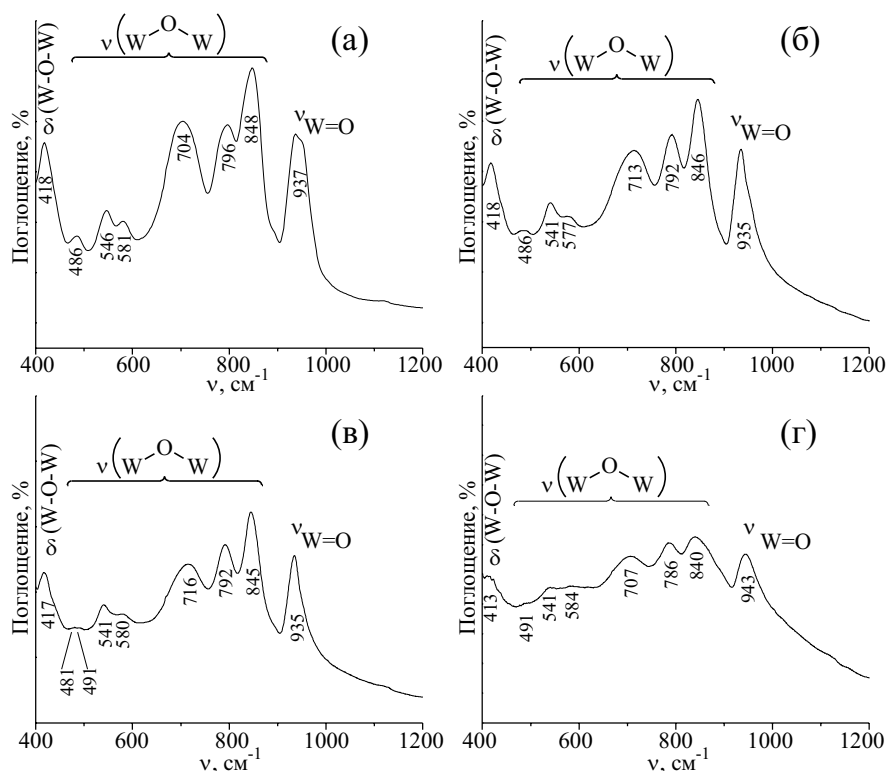 (а)
ν(W-O-W)
δ (W-O-W)
νW=O
Поглощение, %
418
486
546
581
704
796
848
937
400 600 800 1000 1200
ν, см-1
(б)
ν(W-O-W)
δ (W-O-W)
νW=O
Поглощение, %
418
486
541
577
713
792
846
935
400 600 800 1000 1200
ν, см-1
(в)
ν(W-O-W)
δ (W-O-W)
νW=O
Поглощение, %
417
481
491
541
580
716
792
845
935
400 600 800 1000 1200
ν, см-1
(г)
ν(W-O-W)
δ (W-O-W)
νW=O
Поглощение, %
413
491
541
584
707
786
840
943
400 600 800 1000 1200
ν, см-1